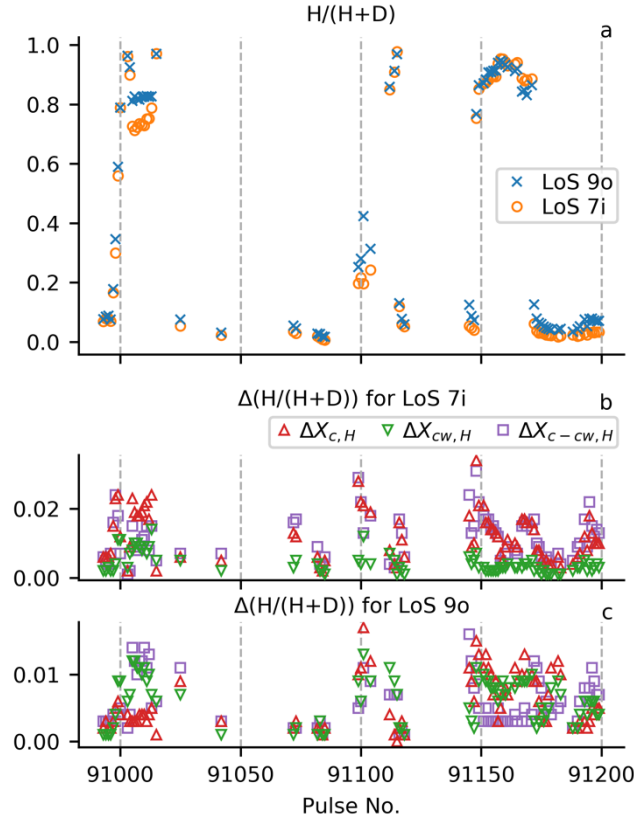 H/(H+D)
a
1.0
0.8
0.6
0.4
0.2
0.0
LoS 9o
LoS 7i
Δ(H/(H+D)) for LoS 7i
b
ΔX_{c,H} ΔX_{cw,H} ΔX_{c−cw,H}
0.02
0.00
Δ(H/(H+D)) for LoS 9o
c
0.01
0.00
91000 91050 91100 91150 91200
Pulse No.